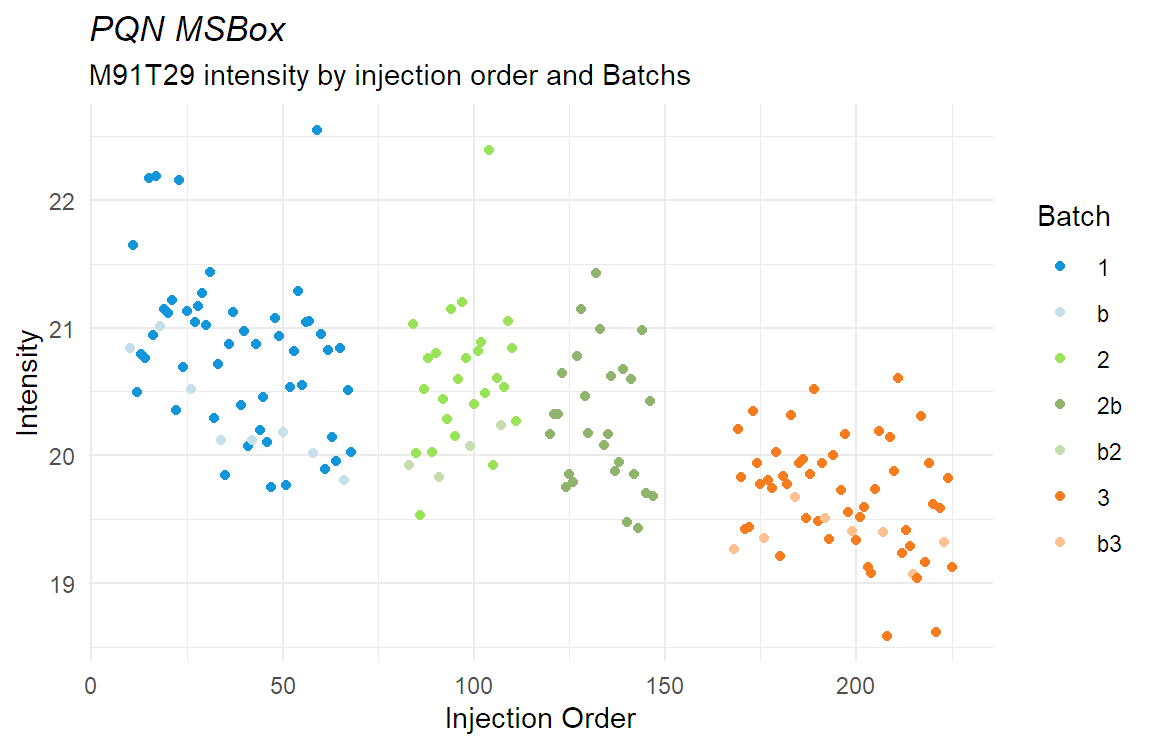 PQN MSBox
M91T29 intensity by injection order and Batchs
Intensity
22
21
20
19
0 50 100 150 200
Injection Order
Batch
1
b
2
2b
b2
3
b3